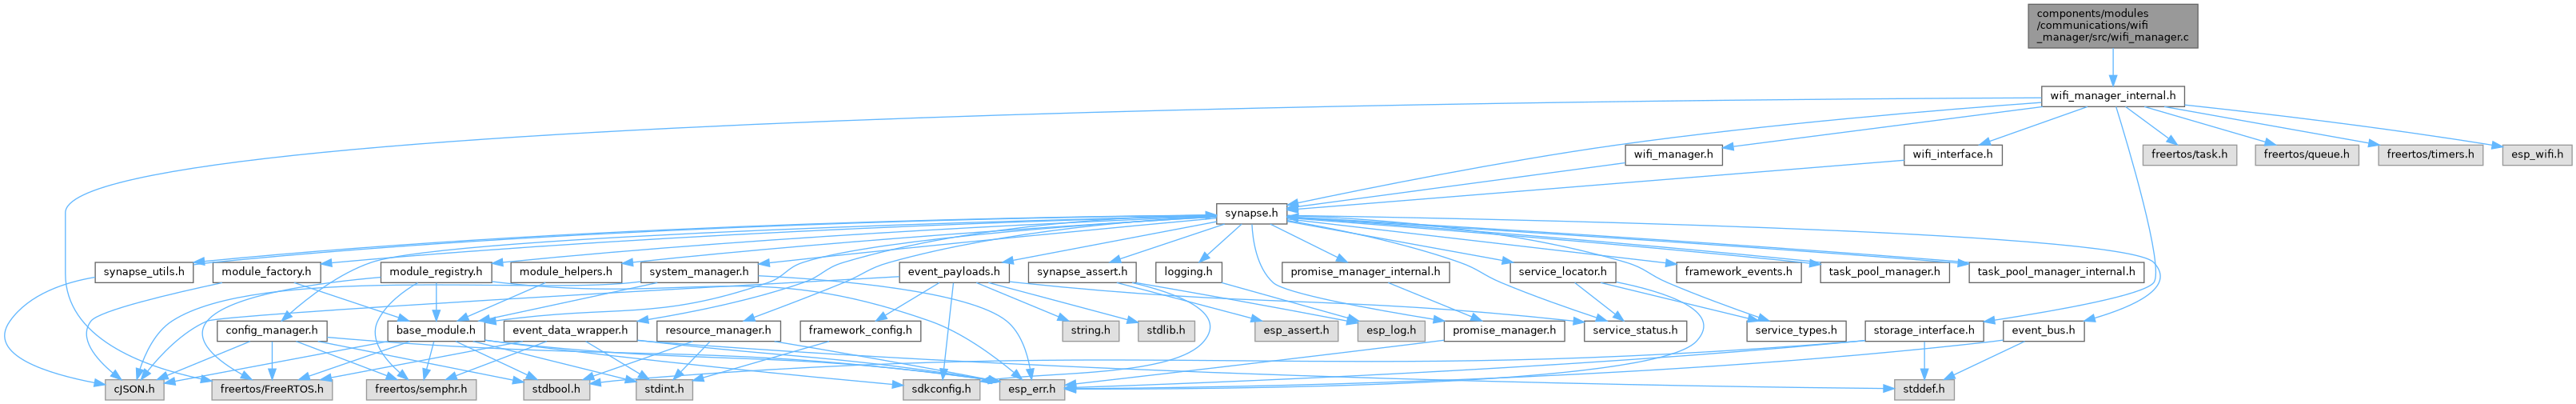 components/modules
/communications/wifi
_manager/src/wifi_manager.c
wifi_manager_internal.h
wifi_manager.h
wifi_interface.h
freertos/task.h
freertos/queue.h
freertos/timers.h
esp_wifi.h
synapse.h
synapse_utils.h
module_factory.h
module_registry.h
module_helpers.h
system_manager.h
event_payloads.h
synapse_assert.h
logging.h
promise_manager_internal.h
service_locator.h
framework_events.h
task_pool_manager.h
task_pool_manager_internal.h
config_manager.h
base_module.h
event_data_wrapper.h
resource_manager.h
framework_config.h
string.h
stdlib.h
esp_assert.h
esp_log.h
promise_manager.h
service_status.h
service_types.h
storage_interface.h
event_bus.h
cJSON.h
freertos/FreeRTOS.h
freertos/semphr.h
stdbool.h
stdint.h
sdkconfig.h
esp_err.h
stddef.h